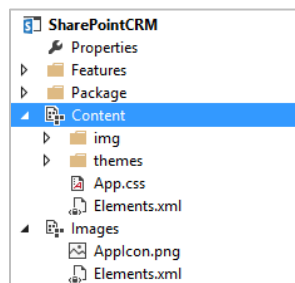 SharePointCRM
Properties
Features
Package
Content
img
themes
App.css
Elements.xml
Images
AppIcon.png
Elements.xml